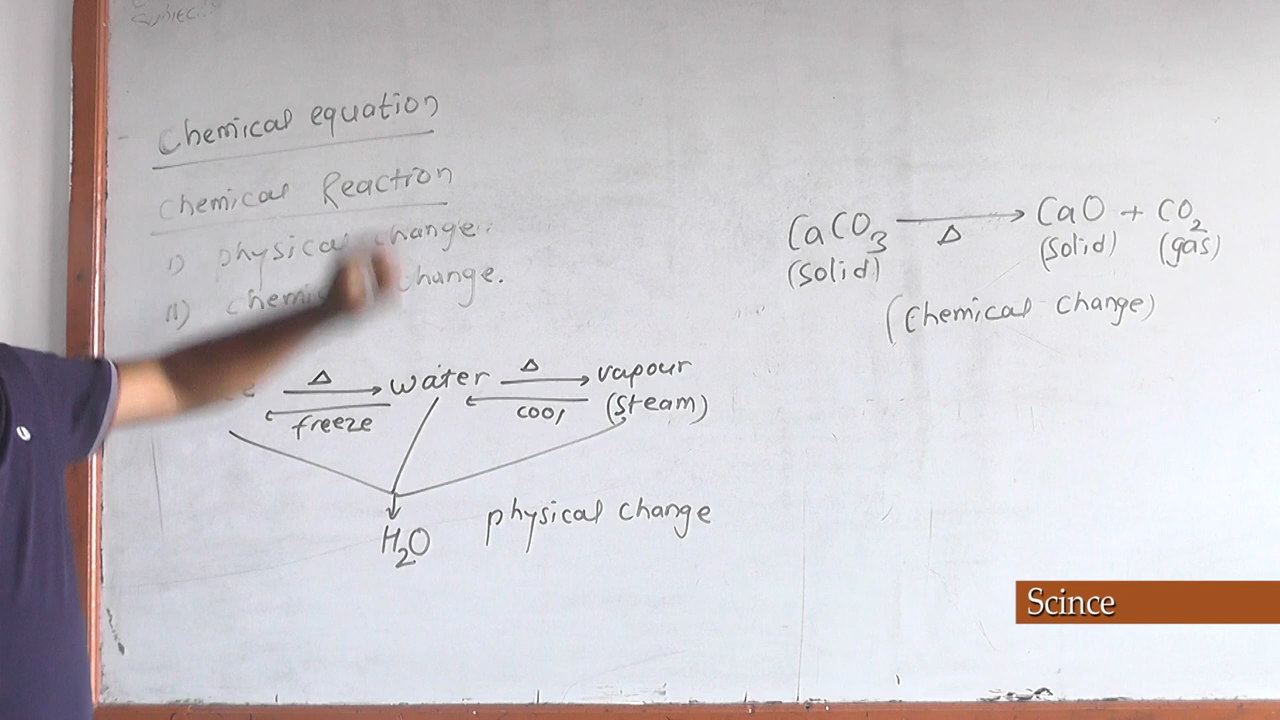 Chemical equation
Chemical Reaction
I) physical change.
II) change.
Δ water Δ vapour
freeze cool (steam)
H₂O physical change
CaCO₃ ⟶ CaO + CO₂
Δ
(solid) (solid) (gas)
(Chemical change)
Scince